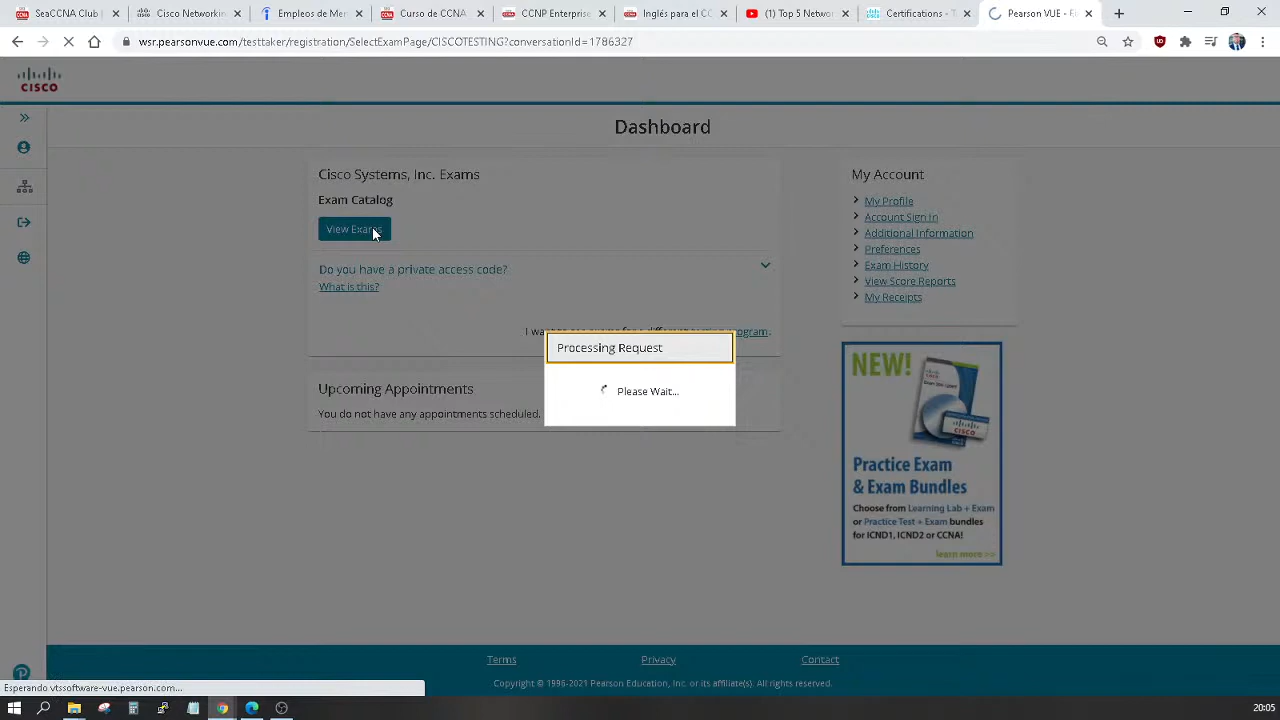 SepCCNA Club |
Cisco Networkin
Empleos de Mer
Curso de CCNA
CCNP Enterprise
Inglés para el CC
(1) Top 5 Netwo
Certifications - T
Pearson VUE - E
wsr.pearsonvue.com/testtaker/registration/SelectExamPage/CISCOTESTING?conversationId=1786327
CISCO
Dashboard
Cisco Systems, Inc. Exams
Exam Catalog
View Exams
Do you have a private access code?
What is this?
Processing Request
Please Wait...
Upcoming Appointments
You do not have any appointments scheduled.
My Account
My Profile
Account Sign In
Additional Information
Preferences
Exam History
View Score Reports
My Receipts
NEW!
CISCO
Practice Exam
& Exam Bundles
Choose from Learning Lab + Exam
or Practice Test + Exam bundles
for ICND1, ICND2 or CCNA!
learn more >>
Terms
Privacy
Contact
Copyright © 1996-2021 Pearson Education, Inc. or its affiliate(s). All rights reserved.
Esperando a tssoftware-vue.pearson.com...
20:05